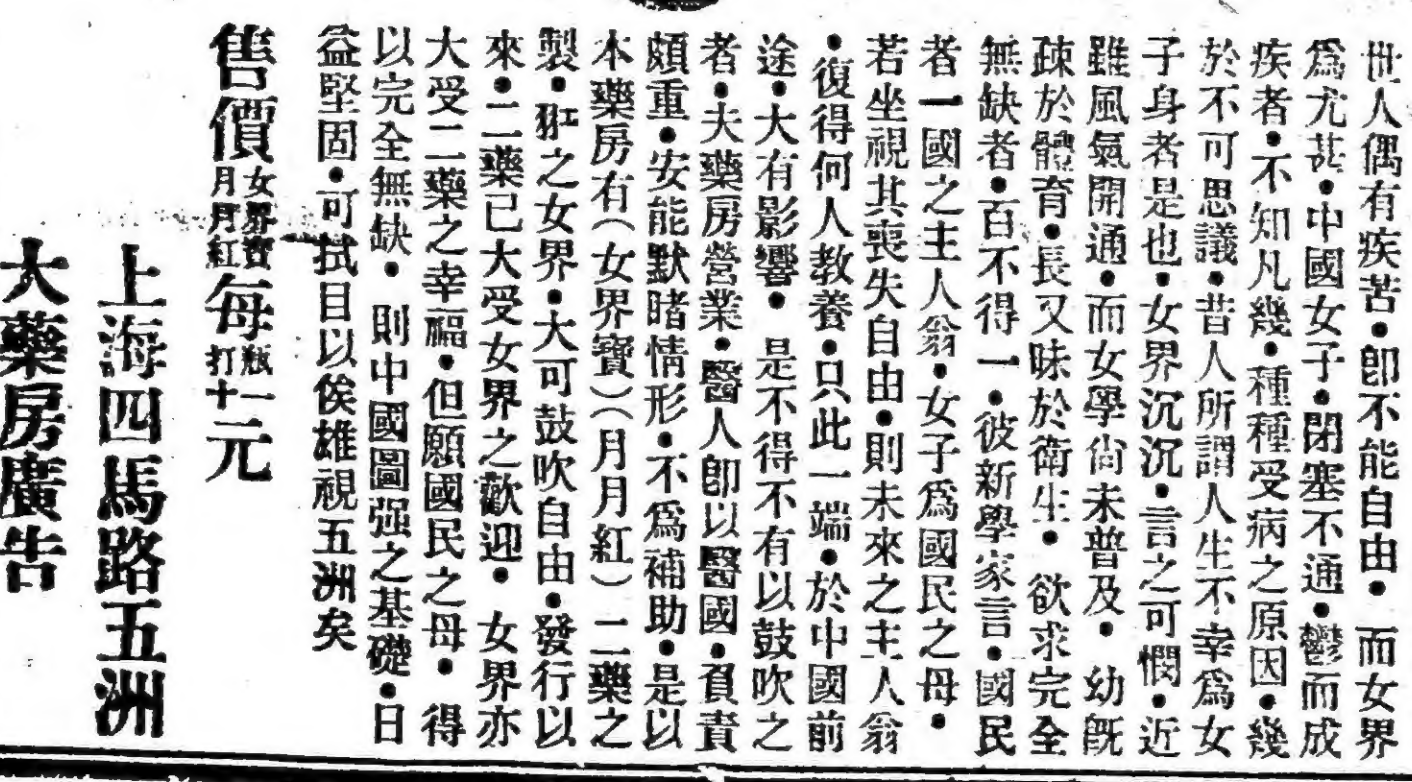 世人偶有疾苦•卽不能自由•而女界
爲尤甚•中國女子•閉塞不通•鬱而成
疾者•不知凡幾•種種受病之原因•幾
於不可思議•昔人所謂人生不幸爲女
子身者是也•女界沉沉•言之可憫•近
雖風氣開通•而女學尙未普及•幼旣
疎於體育•長又昧於衛生•欲求完全
無缺者•百不得一•彼新學家言•國民
者一國之主人翁•女子爲國民之母•
若坐視其喪失自由•則未來之主人翁
•復得何人敎養•只此一端•於中國前
途•大有影響•是不得不有以鼓吹之
者•夫藥房營業•醫人卽以醫國•負責
頗重•安能默睹情形•不爲補助•是以
本藥房有(女界寶)(月月紅)二藥之
製•狂之女界•大可鼓吹自由•發行以
來•二藥已大受女界之歡迎•女界亦
大受二藥之幸福•但願國民之母•得
以完全無缺•則中國圖强之基礎•日
益堅固•可拭目以俟雄視五洲矣
售價女界寶月月紅每瓶一打十元
上海四馬路五洲
大藥房廣告